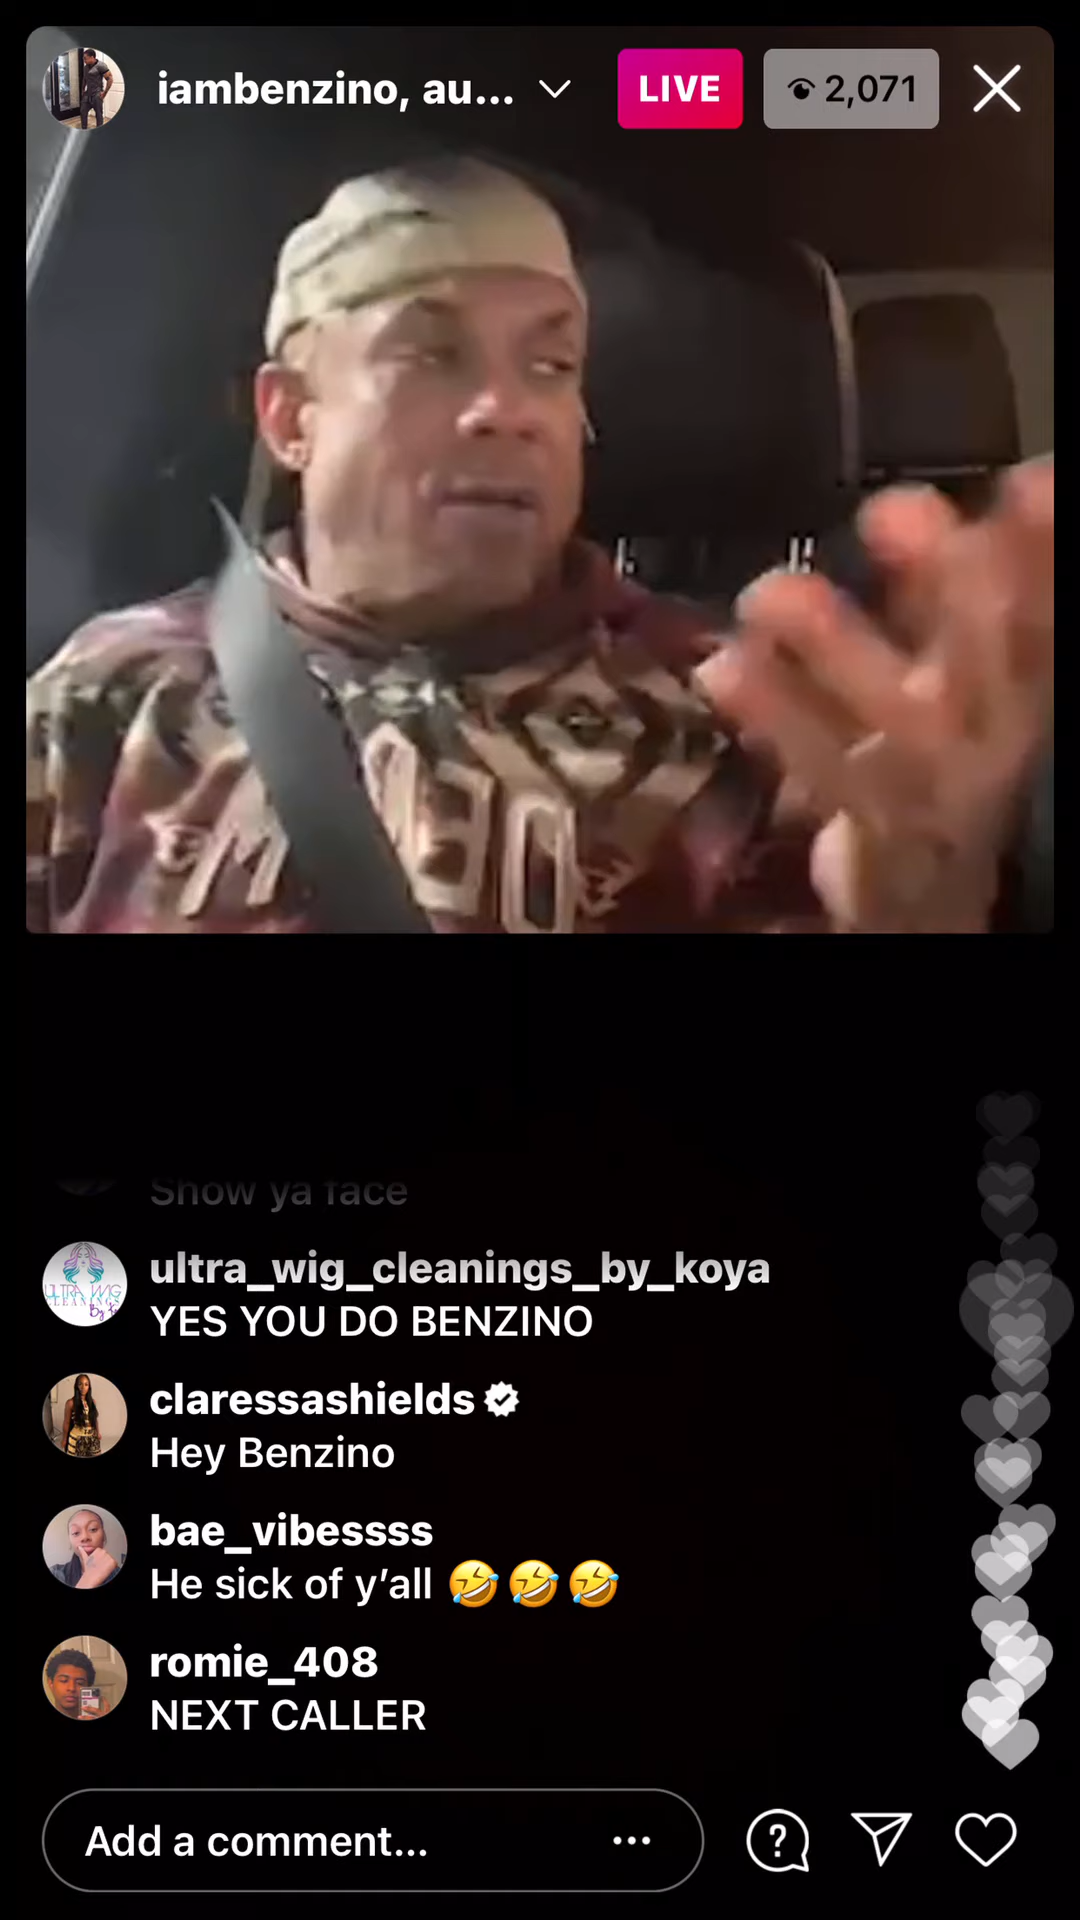 iambenzino, au...
LIVE
2,071
Show ya face
ultra_wig_cleanings_by_koya
YES YOU DO BENZINO
claressashields
Hey Benzino
bae_vibessss
He sick of y’all 🤣🤣🤣
romie_408
NEXT CALLER
Add a comment...